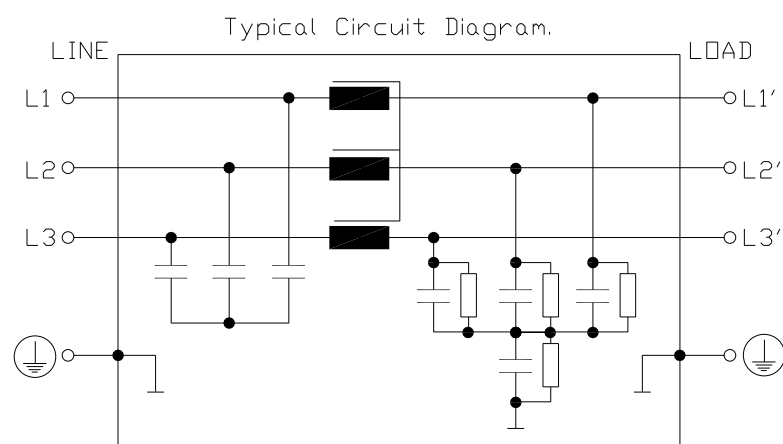 Typical Circuit Diagram.
LINE LOAD
L1 L1'
L2 L2'
L3 L3'